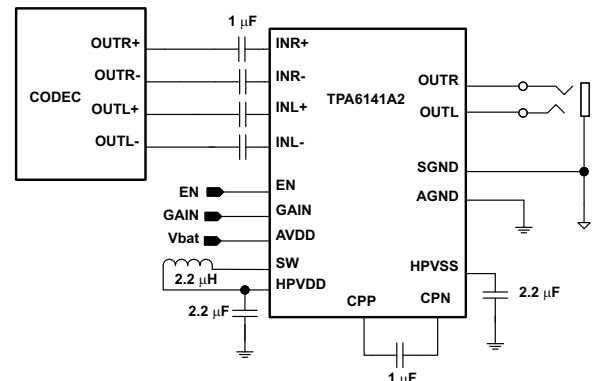 1 μF
OUTR+
INR+
OUTR-
INR-
OUTR
CODEC
TPA6141A2
OUTL+
INL+
OUTL
OUTL-
INL-
SGND
EN
EN
AGND
GAIN
GAIN
Vbat
AVDD
SW
HPVSS
2.2 μH
HPVDD
2.2 μF
CPP
CPN
2.2 μF
1 μF